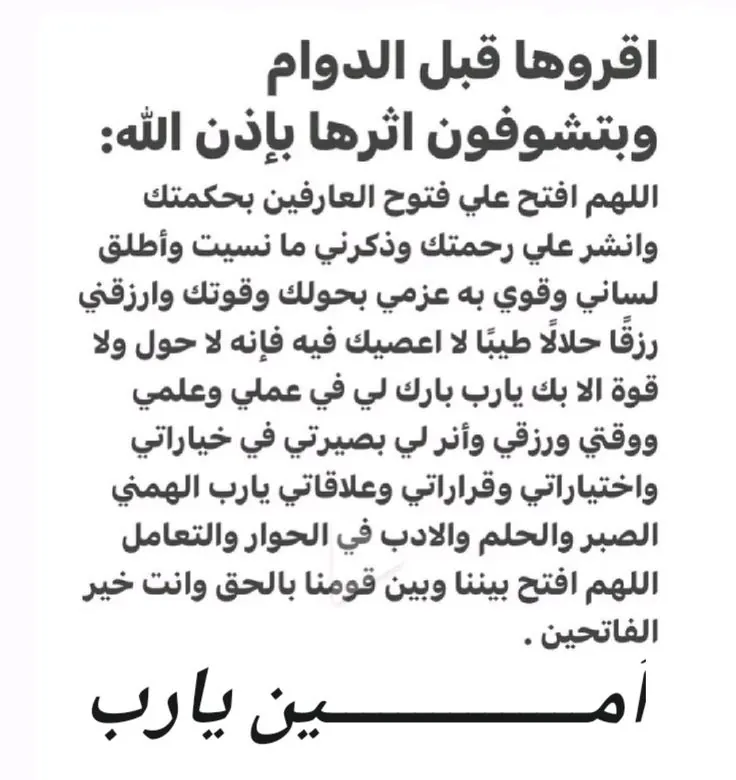 اقروها قبل الدوام
وبتشوفون اثرها بإذن الله:
اللهم افتح علي فتوح العارفين بحكمتك
وانشر علي رحمتك وذكرني ما نسيت وأطلق
لساني وقوي به عزمي بحولك وقوتك وارزقني
رزقًا حلالًا طيبًا لا اعصيك فيه فإنه لا حول ولا
قوة الا بك يارب بارك لي في عملي وعلمي
ووقتي ورزقي وأنر لي بصيرتي في خياراتي
واختياراتي وقراراتي وعلاقاتي يارب الهمني
الصبر والحلم والادب في الحوار والتعامل
اللهم افتح بيننا وبين قومنا بالحق وانت خير
الفاتحين .
أمـــــــــــين يارب